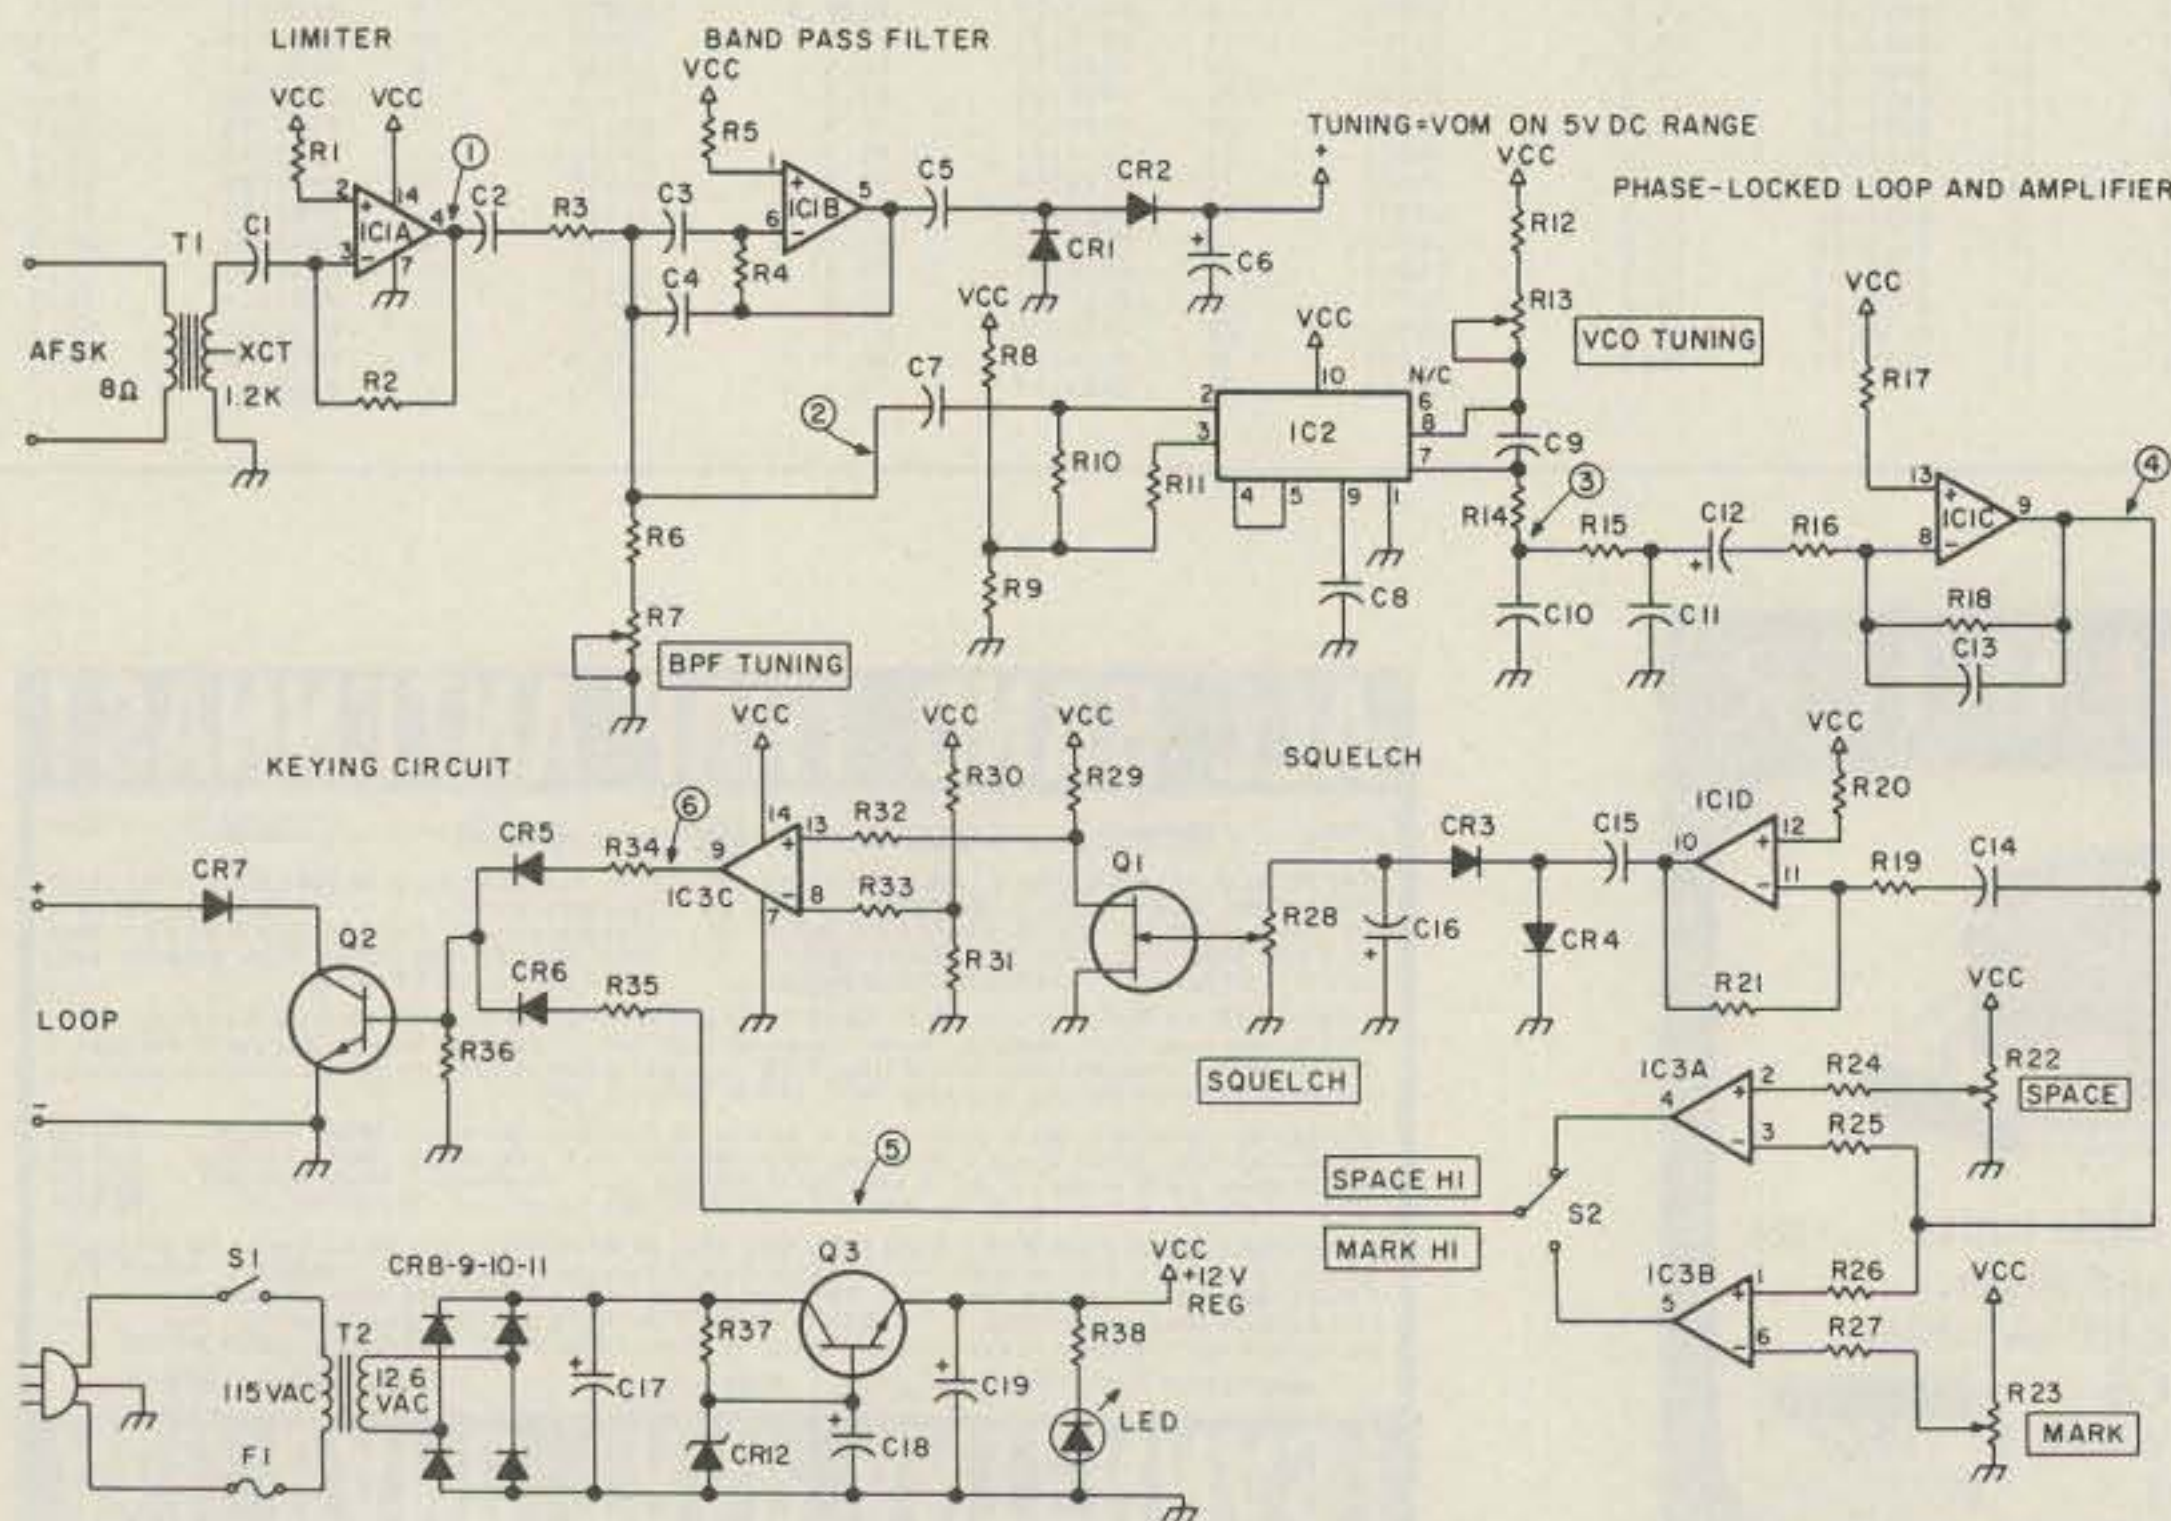 LIMITER
BAND PASS FILTER
VCC
VCC
VCC
R1
R5
1
2
14
+
IC1A
4
3
-
7
C1
C2
R3
C3
C4
R4
+
IC1B
6
-
5
C5
CR2
CR1
+
C6
TUNING=VOM ON 5V DC RANGE
+
VCC
PHASE-LOCKED LOOP AND AMPLIFIER
R12
R13
VCO TUNING
T1
AFSK
8Ω
XCT
1.2K
R2
VCC
R8
VCC
10
N/C
6
8
7
2
3
IC2
4
5
9
1
C7
R10
R11
R9
C8
C9
R14
R15
C10
C11
C12
+
R16
VCC
R17
13
+
IC1C
9
8
-
R18
C13
1
2
3
4
R6
R7
BPF TUNING
KEYING CIRCUIT
VCC
VCC
VCC
R30
R29
SQUELCH
VCC
R20
IC1D
12
+
10
11
-
R19
C14
C15
CR3
CR4
C16
+
R28
SQUELCH
Q1
R21
R32
R33
R31
14
13
+
9
IC3C
-
8
7
6
R34
CR5
CR6
R35
R36
CR7
Q2
+
LOOP
-
5
VCC
R22
SPACE
IC3A
2
+
4
3
-
R24
R25
SPACE HI
MARK HI
S2
IC3B
1
+
5
6
-
R26
R27
VCC
R23
MARK
S1
CR8-9-10-11
T2
115VAC
12.6
VAC
F1
+
C17
R37
CR12
Q3
+
C18
+
C19
R38
LED
VCC
+12V
REG